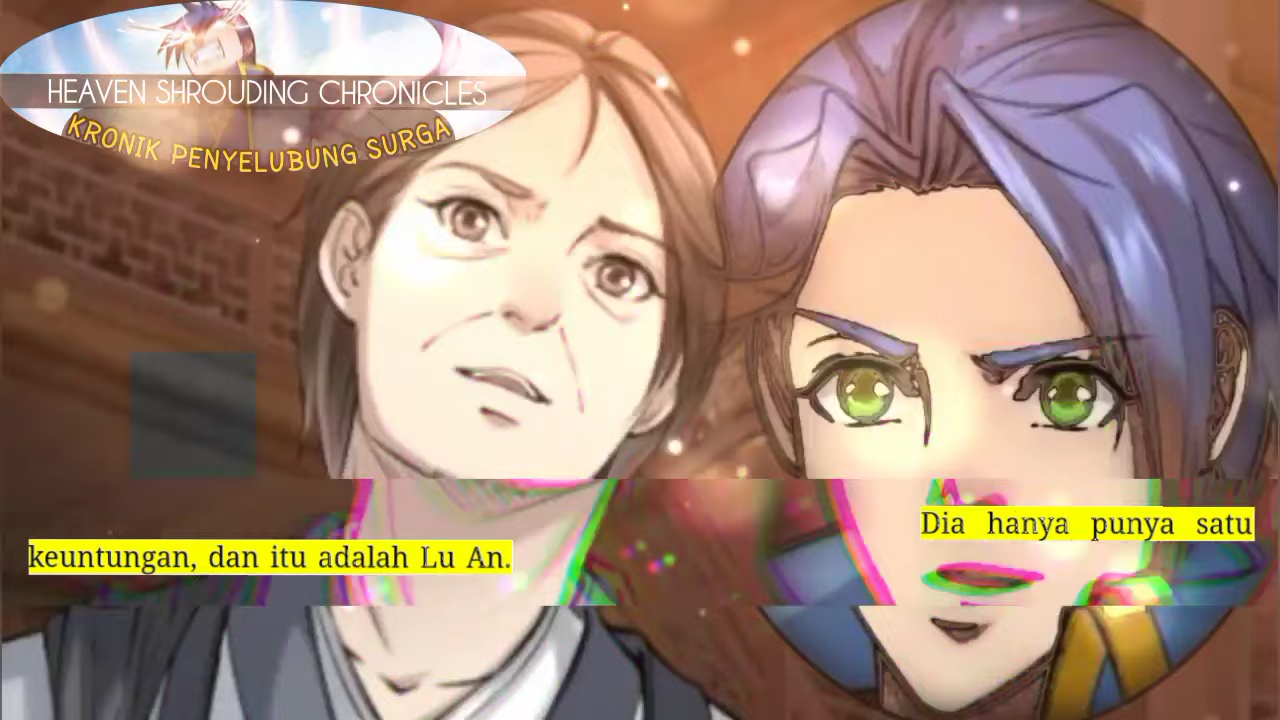 HEAVEN SHROUDING CHRONICLES
KRONIK PENYELUBUNG SURGA
Dia hanya punya satu
keuntungan, dan itu adalah Lu An.